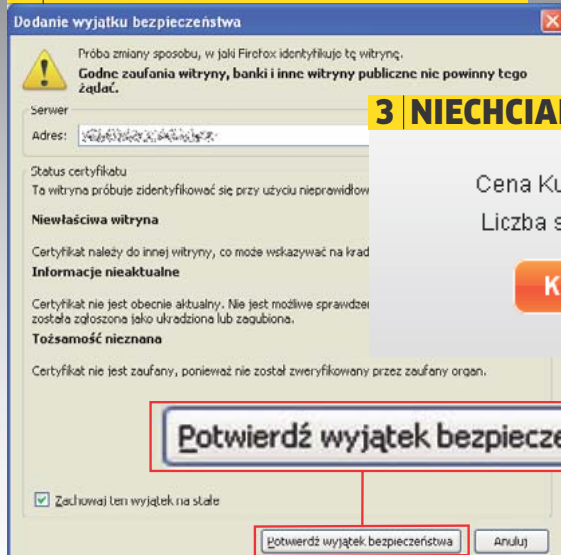 Dodanie wyjątku bezpieczeństwa
Próba zmiany sposobu, w jaki Firefox identyfikuje tę witrynę.
Godne zaufania witryny, banki i inne witryny publiczne nie powinny tego
żądać.
Serwer
Adres:
Status certyfikatu
Ta witryna próbuje zidentyfikować się przy użyciu nieprawidłow
Niewłaściwa witryna
Certyfikat należy do innej witryny, co może wskazywać na krad
Informacje nieaktualne
Certyfikat nie jest obecnie aktualny. Nie jest możliwe sprawdzer
została zgłoszona jako ukradziona lub zagubiona.
Tożsamość nieznana
Certyfikat nie jest zaufany, ponieważ nie został zweryfikowany przez zaufany organ.
Potwierdź wyjątek bezpiecze
Zachowaj ten wyjątek na stałe
Potwierdź wyjątek bezpieczeństwa
Anuluj
3 NIECHCIA
Cena Ku
Liczba s
K